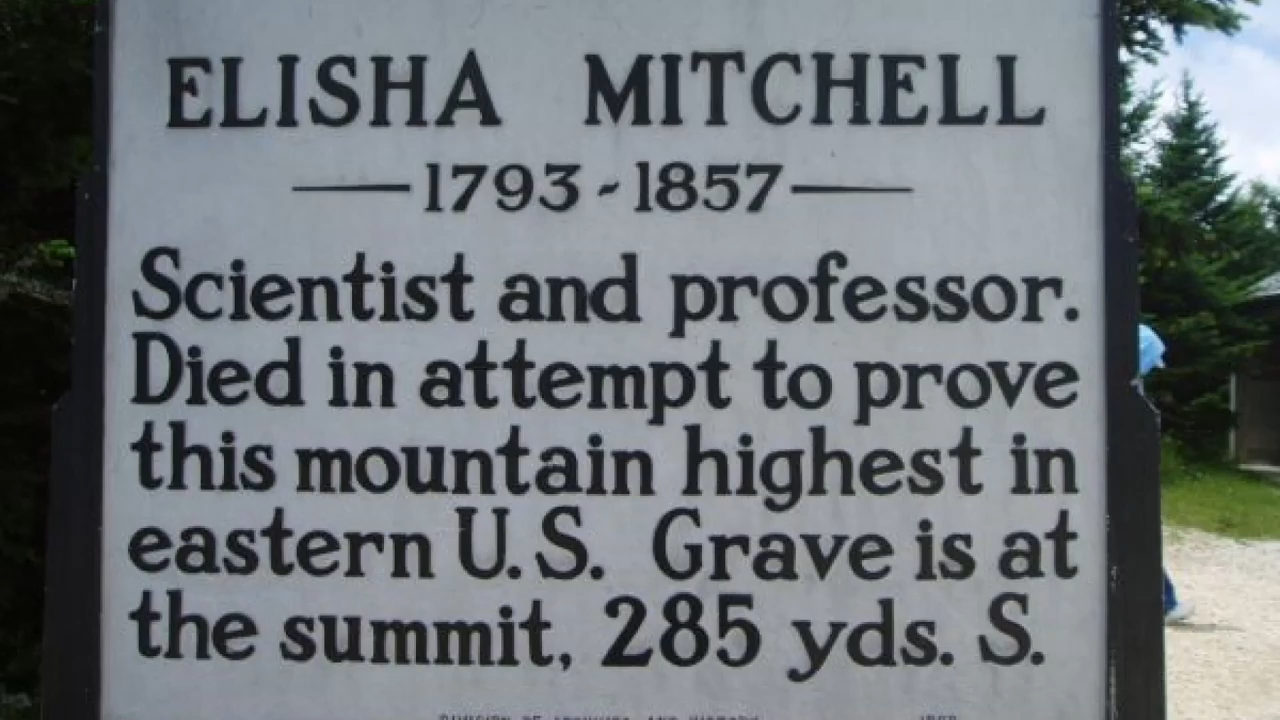 ELISHA MITCHELL
1793-1857
Scientist and professor.
Died in attempt to prove
this mountain highest in
eastern U.S. Grave is at
the summit, 285 yds. S.